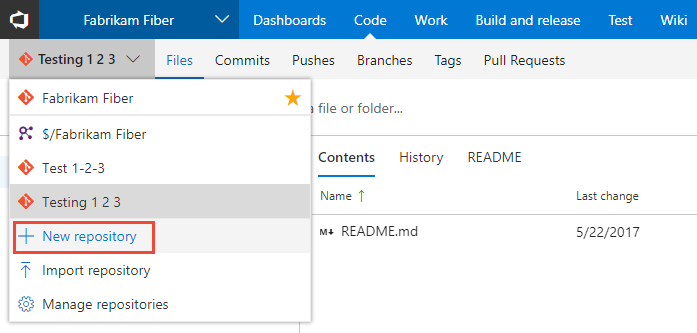 Fabrikam Fiber Dashboards Code Work Build and release Test Wiki
Testing 1 2 3 Files Commits Pushes Branches Tags Pull Requests
Fabrikam Fiber
a file or folder...
$/Fabrikam Fiber
Test 1-2-3
Contents History README
Testing 1 2 3
Name ↑ Last change
New repository
M↓ README.md 5/22/2017
Import repository
Manage repositories